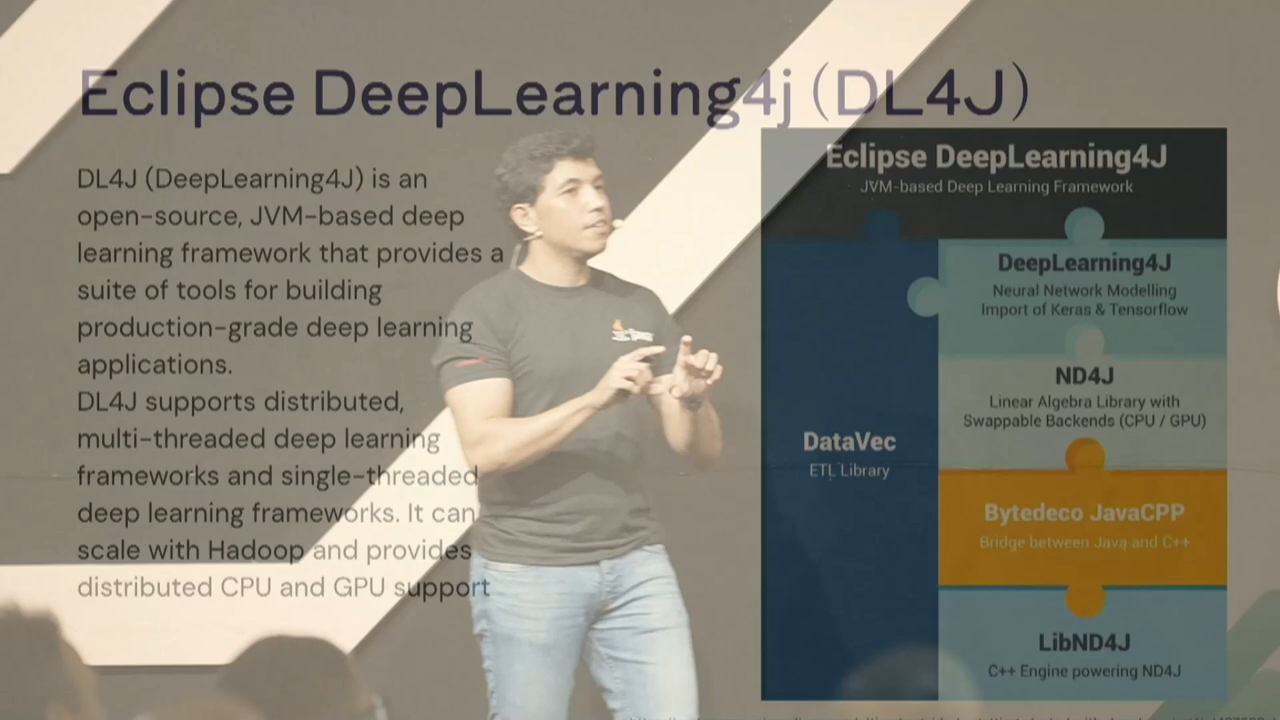 Eclipse DeepLearning4j (DL4J)
DL4J (DeepLearning4J) is an
open-source, JVM-based deep
learning framework that provides a
suite of tools for building
production-grade deep learning
applications.
DL4J supports distributed,
multi-threaded deep learning
frameworks and single-threaded
deep learning frameworks. It can
scale with Hadoop and provides
distributed CPU and GPU support
Eclipse DeepLearning4J
JVM-based Deep Learning Framework
DataVec
ETL Library
DeepLearning4J
Neural Network Modelling
Import of Keras & Tensorflow
ND4J
Linear Algebra Library with
Swappable Backends (CPU / GPU)
Bytedeco JavaCPP
Bridge between Java and C++
LibND4J
C++ Engine powering ND4J